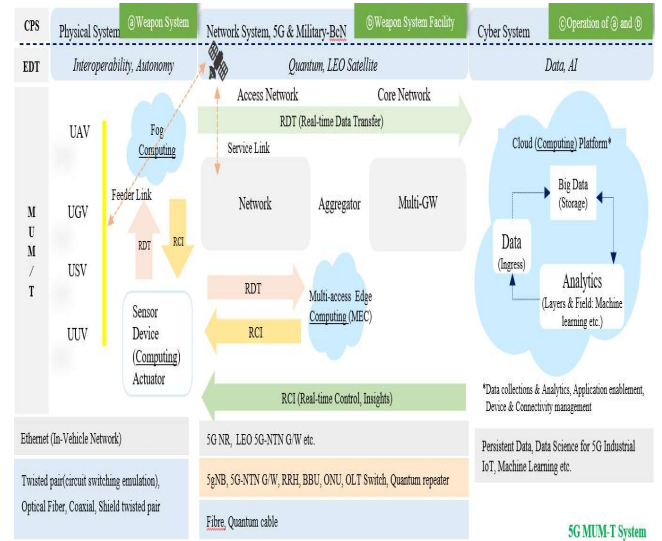 CPS
Physical System
ⓐWeapon System
Network System, 5G & Military-BcN
ⓑWeapon System Facility
Cyber System
ⓒOperation of ⓐ and ⓑ
EDT
Interoperability, Autonomy
Quantum, LEO Satellite
Data, AI
M
U
M
/
T
UAV
UGV
USV
UUV
Fog
Computing
Feeder Link
RDT
RCI
Sensor
Device
(Computing)
Actuator
Access Network
Core Network
RDT (Real-time Data Transfer)
Service Link
Network
Aggregator
Multi-GW
RDT
RCI
Multi-access Edge
Computing (MEC)
RCI (Real-time Control, Insights)
Cloud (Computing) Platform*
Big Data
(Storage)
Data
(Ingress)
Analytics
(Layers & Field: Machine
learning etc.)
*Data collections & Analytics, Application enablement,
Device & Connectivity management
Ethernet (In-Vehicle Network)
5G NR, LEO 5G-NTN G/W etc.
Persistent Data, Data Science for 5G Industrial
IoT, Machine Learning etc.
Twisted pair(circuit switching emulation),
Optical Fiber, Coaxial, Shield twisted pair
5gNB, 5G-NTN G/W, RRH, BBU, ONU, OLT Switch, Quantum repeater
Fibre, Quantum cable
5G MUM-T System